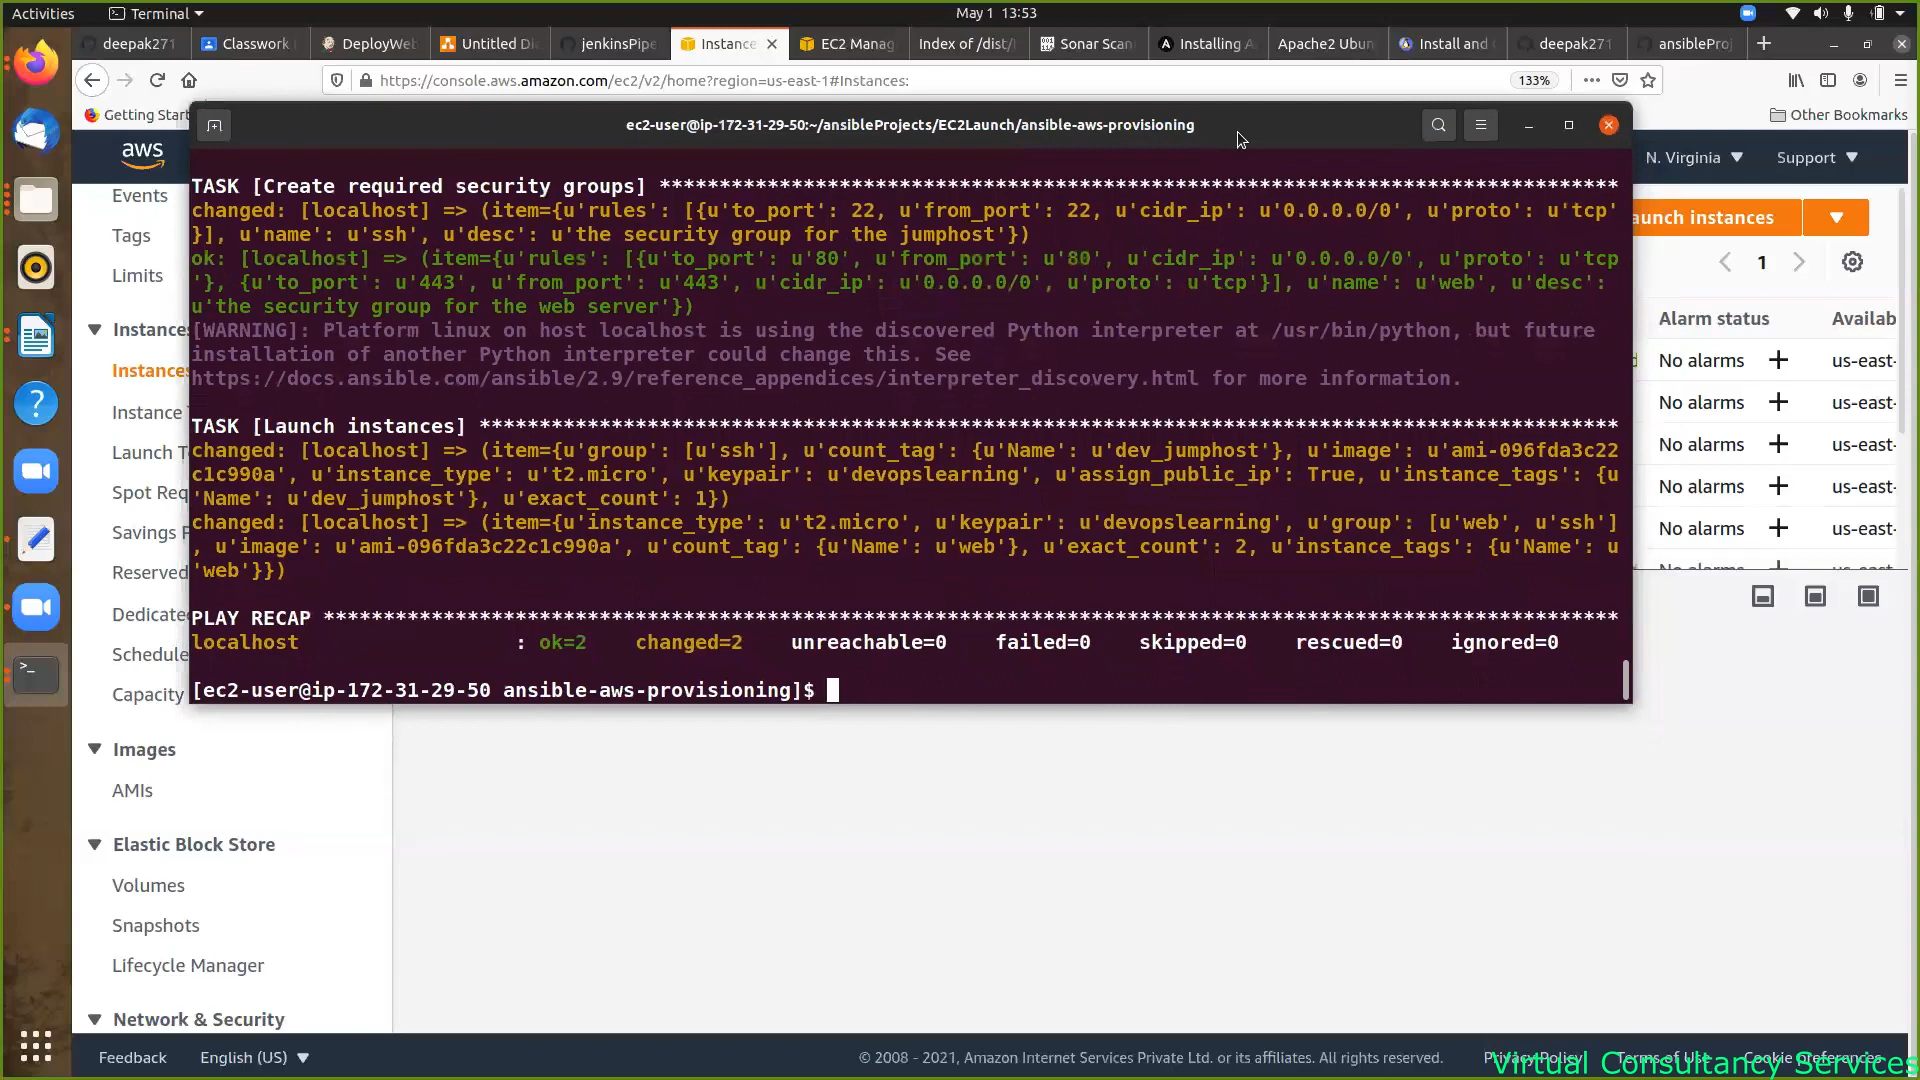 Activities
Terminal
May 1 13:53
deepak271
Classwork
DeployWeb
Untitled Di
jenkinsPipe
Instance
EC2 Manag
Index of /dist/
Sonar Scan
Installing A
Apache2 Ubun
Install and
deepak271
ansiblePro
https://console.aws.amazon.com/ec2/v2/home?region=us-east-1#Instances:
133%
Getting Start
Other Bookmarks
ec2-user@ip-172-31-29-50:~/ansibleProjects/EC2Launch/ansible-aws-provisioning
aws
N. Virginia
Support
Events
Tags
Limits
Instances
Instances
Instance
Launch T
Spot Req
Savings P
Reserved
Dedicate
Schedule
Capacity
Images
AMIs
Elastic Block Store
Volumes
Snapshots
Lifecycle Manager
Network & Security
TASK [Create required security groups] ********************************************************************************
changed: [localhost] => (item={u'rules': [{u'to_port': 22, u'from_port': 22, u'cidr_ip': u'0.0.0.0/0', u'proto': u'tcp'
}], u'name': u'ssh', u'desc': u'the security group for the jumphost'})
ok: [localhost] => (item={u'rules': [{u'to_port': u'80', u'from_port': u'80', u'cidr_ip': u'0.0.0.0/0', u'proto': u'tcp
'}, {u'to_port': u'443', u'from_port': u'443', u'cidr_ip': u'0.0.0.0/0', u'proto': u'tcp'}], u'name': u'web', u'desc':
u'the security group for the web server'})
[WARNING]: Platform linux on host localhost is using the discovered Python interpreter at /usr/bin/python, but future
installation of another Python interpreter could change this. See
https://docs.ansible.com/ansible/2.9/reference_appendices/interpreter_discovery.html for more information.
TASK [Launch instances] ***********************************************************************************************
changed: [localhost] => (item={u'group': [u'ssh'], u'count_tag': {u'Name': u'dev_jumphost'}, u'image': u'ami-096fda3c22
c1c990a', u'instance_type': u't2.micro', u'keypair': u'devopslearning', u'assign_public_ip': True, u'instance_tags': {u
'Name': u'dev_jumphost'}, u'exact_count': 1})
changed: [localhost] => (item={u'instance_type': u't2.micro', u'keypair': u'devopslearning', u'group': [u'web', u'ssh']
, u'image': u'ami-096fda3c22c1c990a', u'count_tag': {u'Name': u'web'}, u'exact_count': 2, u'instance_tags': {u'Name': u
'web'}})
PLAY RECAP ************************************************************************************************************
localhost : ok=2 changed=2 unreachable=0 failed=0 skipped=0 rescued=0 ignored=0
[ec2-user@ip-172-31-29-50 ansible-aws-provisioning]$
aunch instances
1
Alarm status Availab
No alarms + us-east-
No alarms + us-east-
No alarms + us-east-
No alarms + us-east-
No alarms + us-east-
No alarms
Feedback
English (US)
© 2008 - 2021, Amazon Internet Services Private Ltd. or its affiliates. All rights reserved.
Privacy Policy
Terms of Use
Cookie preferences
Virtual Consultancy Services